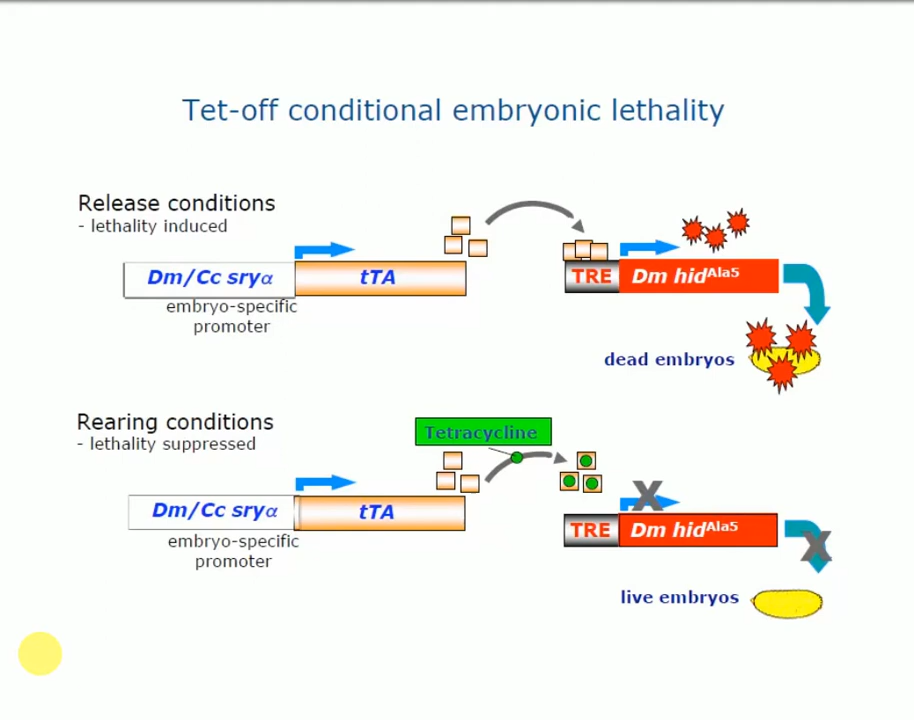 Tet-off conditional embryonic lethality
Release conditions
- lethality induced
Dm/Cc sryα
tTA
TRE
Dm hidAla5
embryo-specific
promoter
dead embryos
Rearing conditions
- lethality suppressed
Tetracycline
Dm/Cc sryα
tTA
TRE
Dm hidAla5
embryo-specific
promoter
live embryos